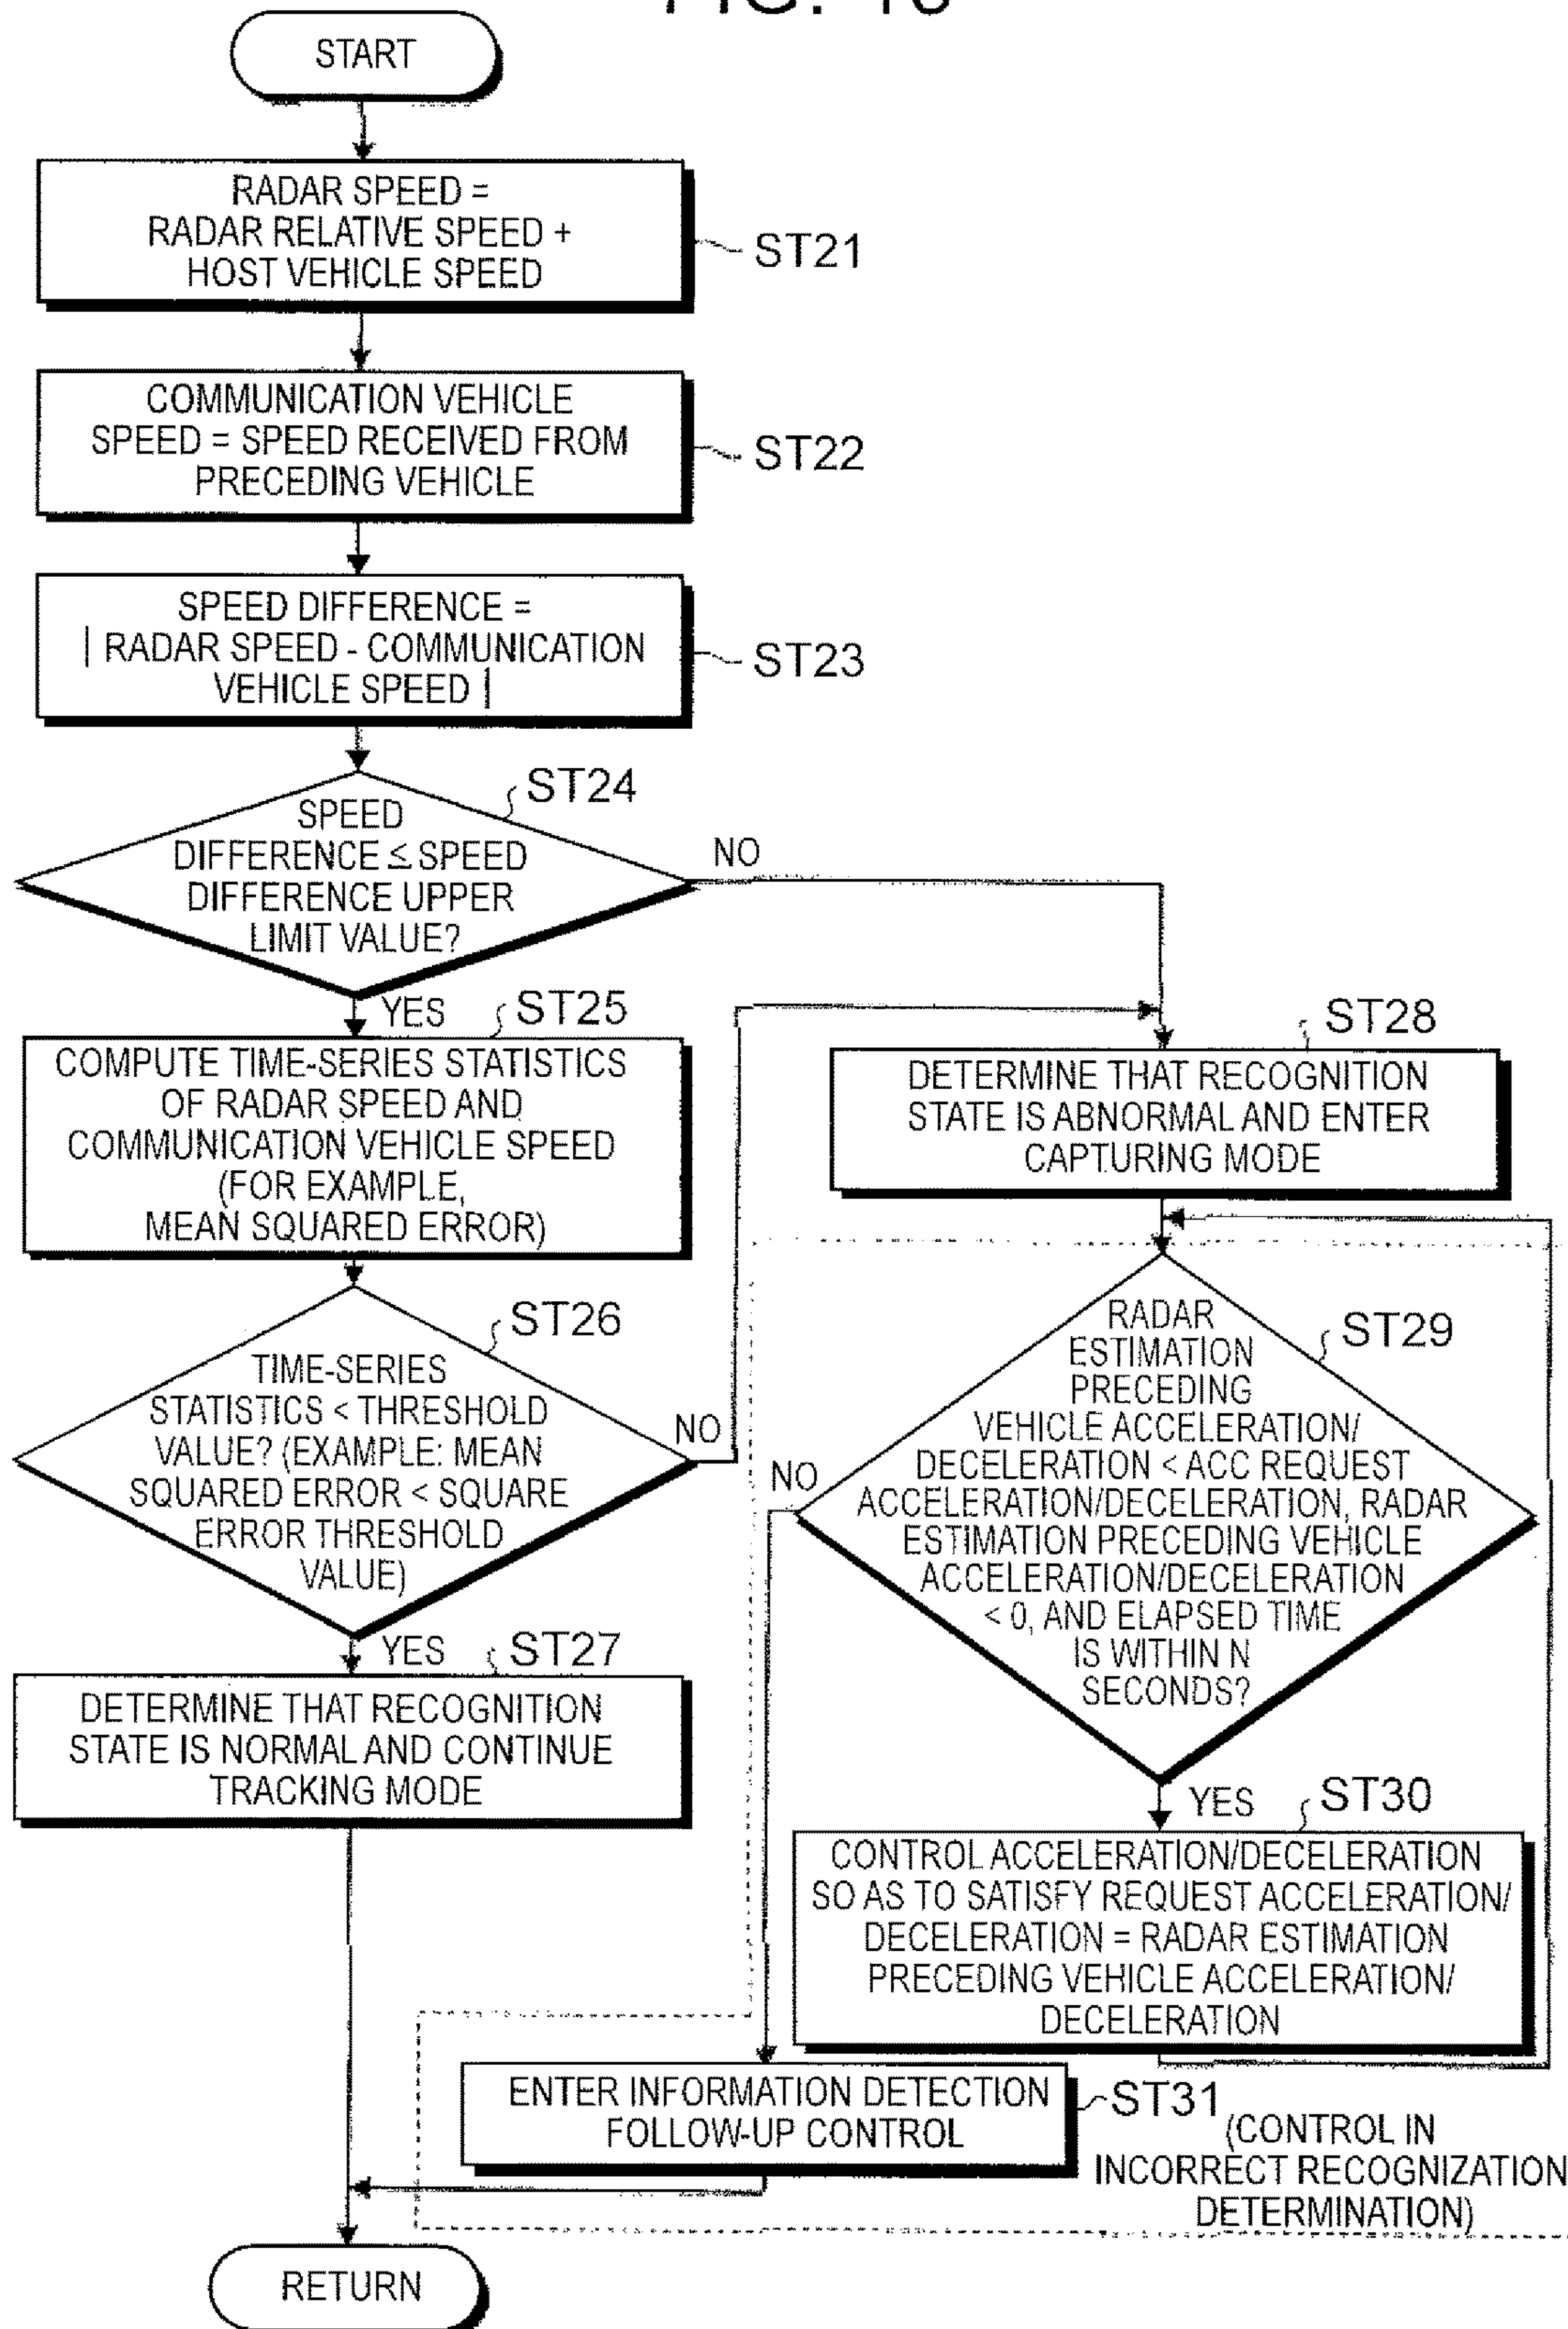 START
RADAR SPEED =
RADAR RELATIVE SPEED +
HOST VEHICLE SPEED
ST21
COMMUNICATION VEHICLE
SPEED = SPEED RECEIVED FROM
PRECEDING VEHICLE
ST22
SPEED DIFFERENCE =
| RADAR SPEED - COMMUNICATION
VEHICLE SPEED |
ST23
ST24
SPEED
DIFFERENCE ≤ SPEED
DIFFERENCE UPPER
LIMIT VALUE?
NO
YES
ST25
COMPUTE TIME-SERIES STATISTICS
OF RADAR SPEED AND
COMMUNICATION VEHICLE SPEED
(FOR EXAMPLE,
MEAN SQUARED ERROR)
ST26
TIME-SERIES
STATISTICS < THRESHOLD
VALUE? (EXAMPLE: MEAN
SQUARED ERROR < SQUARE
ERROR THRESHOLD
VALUE)
NO
YES
ST27
DETERMINE THAT RECOGNITION
STATE IS NORMAL AND CONTINUE
TRACKING MODE
ST28
DETERMINE THAT RECOGNITION
STATE IS ABNORMAL AND ENTER
CAPTURING MODE
ST29
RADAR
ESTIMATION
PRECEDING
VEHICLE ACCELERATION/
DECELERATION < ACC REQUEST
ACCELERATION/DECELERATION, RADAR
ESTIMATION PRECEDING VEHICLE
ACCELERATION/DECELERATION
< 0, AND ELAPSED TIME
IS WITHIN N
SECONDS?
NO
YES
ST30
CONTROL ACCELERATION/DECELERATION
SO AS TO SATISFY REQUEST ACCELERATION/
DECELERATION = RADAR ESTIMATION
PRECEDING VEHICLE ACCELERATION/
DECELERATION
ENTER INFORMATION DETECTION
FOLLOW-UP CONTROL
ST31
(CONTROL IN
INCORRECT RECOGNIZATION
DETERMINATION)
RETURN